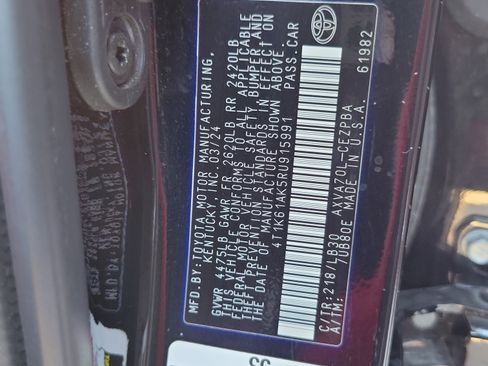 MFD.BY:TOYOTA MOTOR MANUFACTURING,
KENTUCKY, INC. 03/24
GVWR 4475LB GAWR FR 2620LB RR 2420LB
THIS VEHICLE CONFORMS TO ALL APPLICABLE
FEDERAL MOTOR VEHICLE SAFETY, BUMPER, AND
THEFT PREVENTION STANDARDS IN EFFECT ON
THE DATE OF MANUFACTURE SHOWN ABOVE.
4T1K61AK5RU915991 PASS.CAR
61982
C/TR:218/LB30 AXVA70L-CEZPBA
A/TM: 7UB80E MADE IN U.S.A.